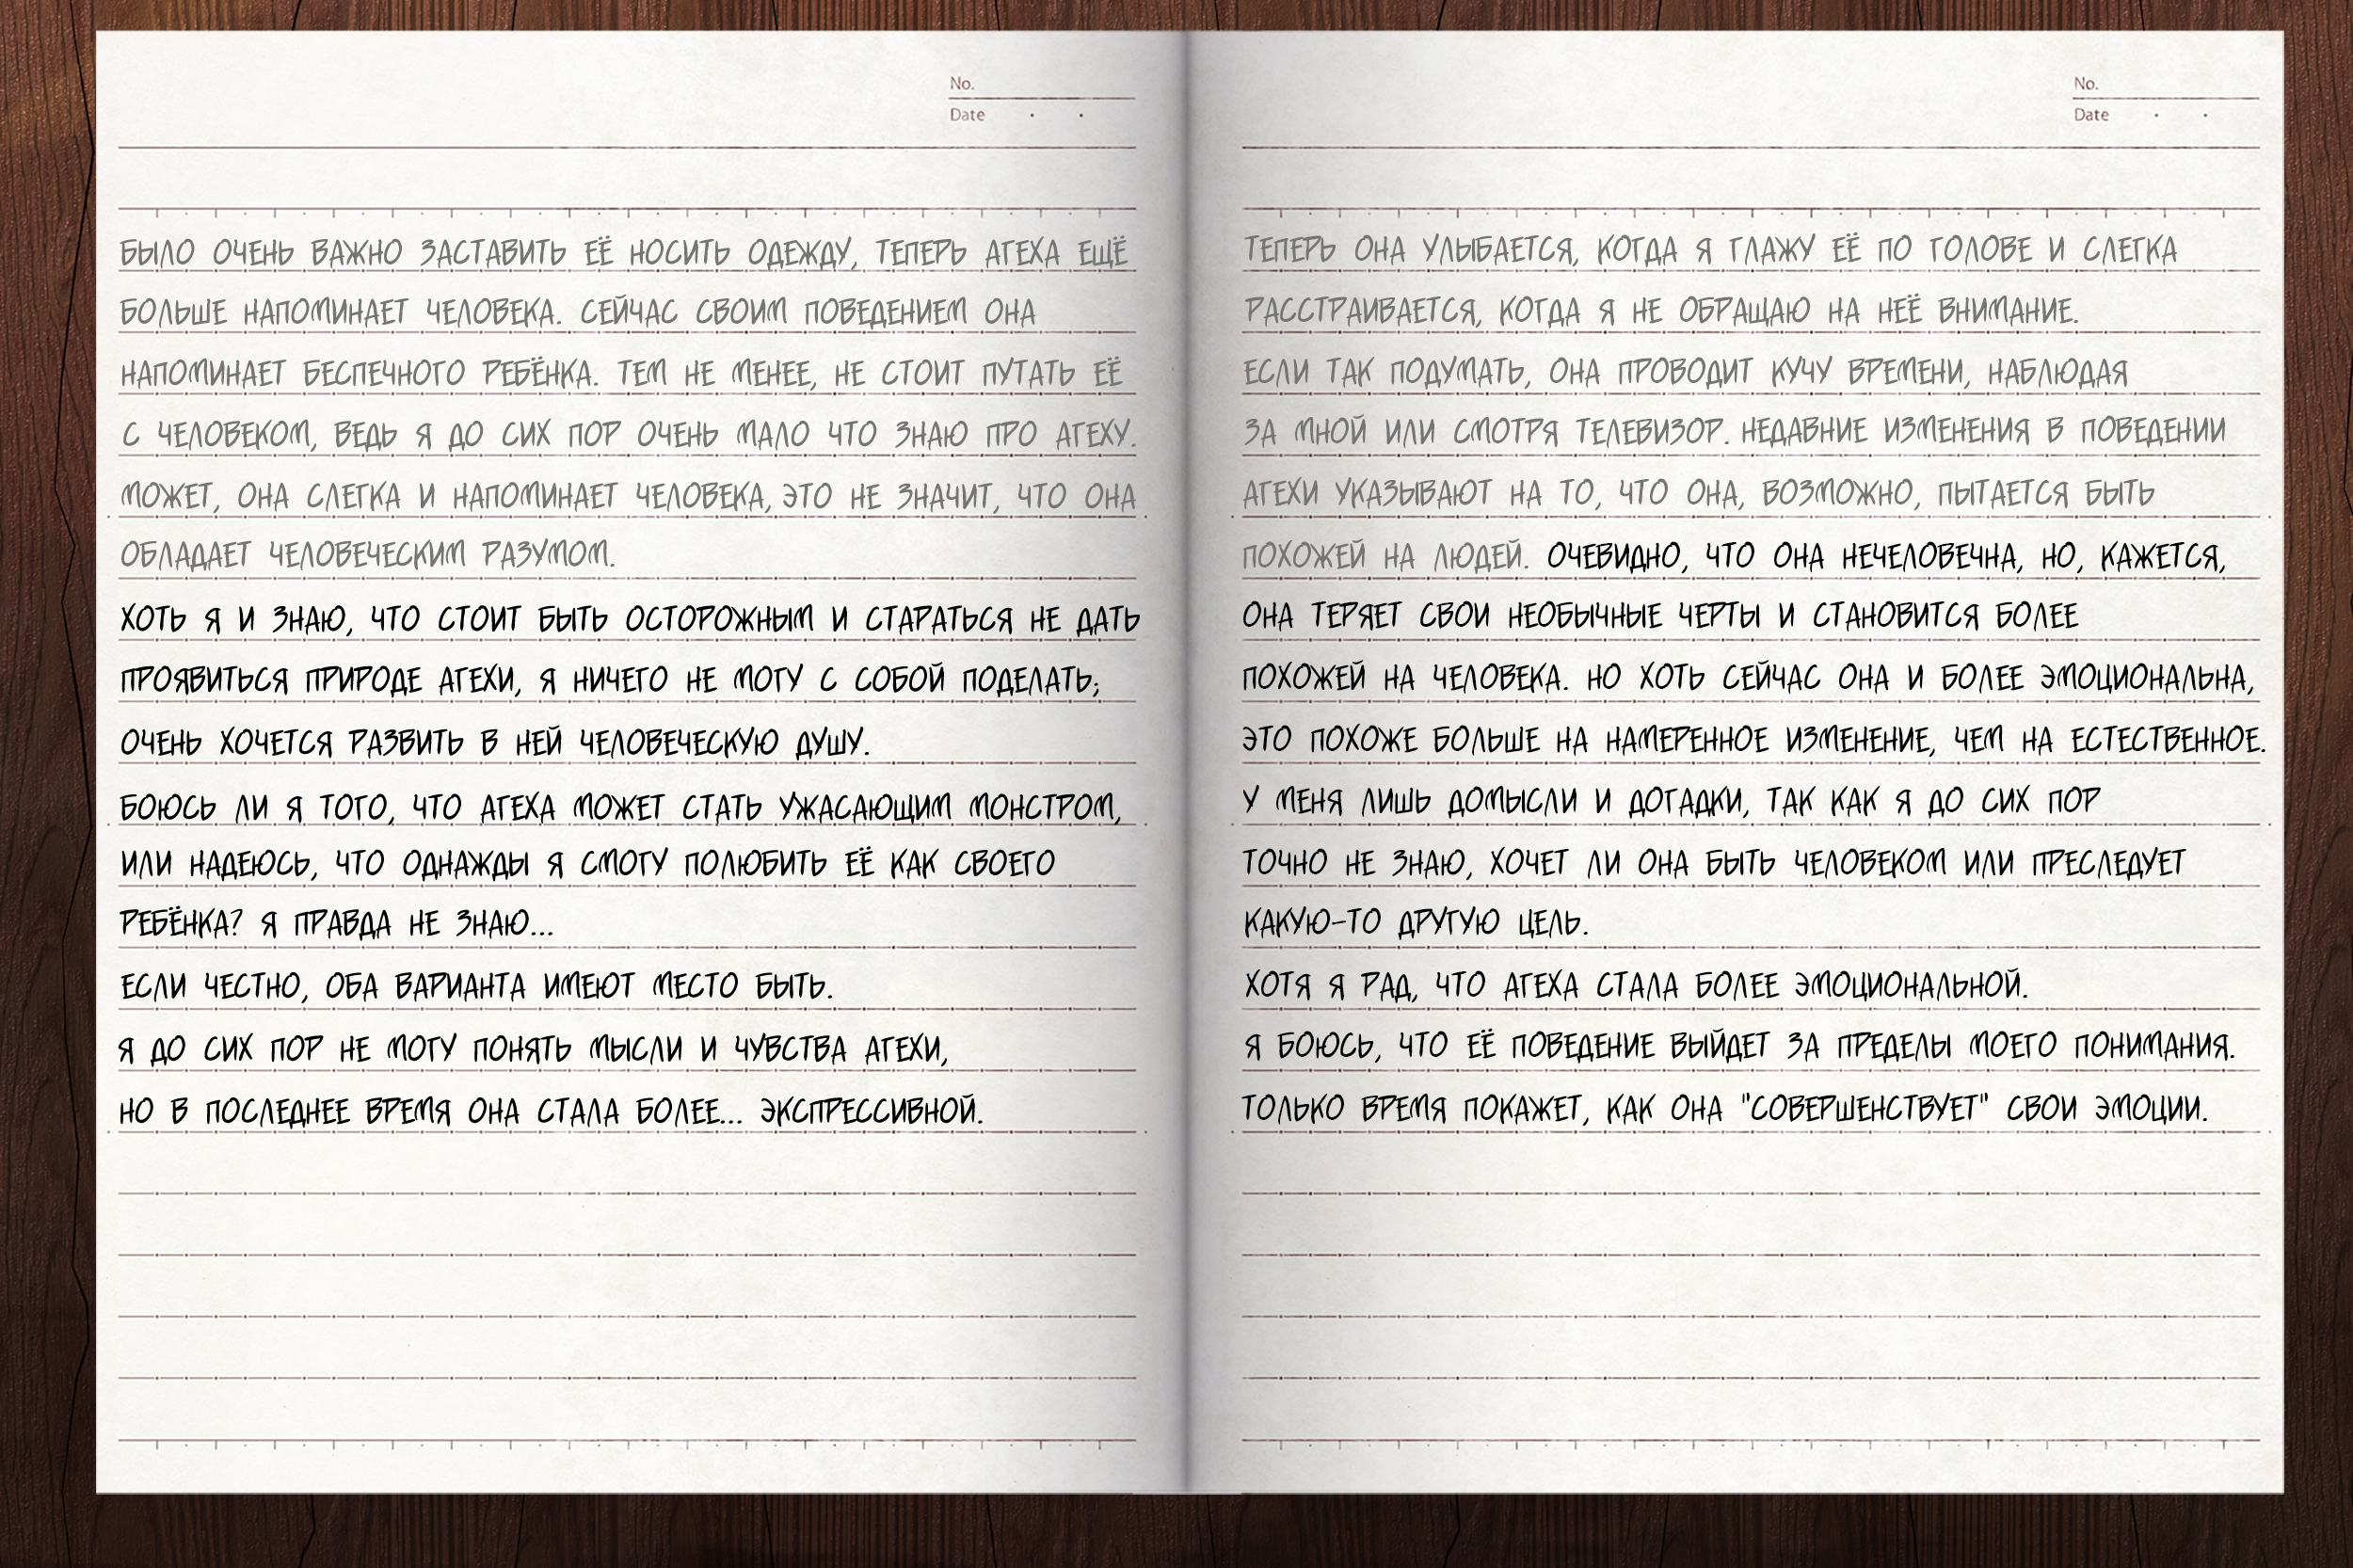 No.
Date
БЫЛО ОЧЕНЬ ВАЖНО ЗАСТАВИТЬ ЕЁ НОСИТЬ ОДЕЖДУ, ТЕПЕРЬ АГЕХА ЕЩЁ
БОЛЬШЕ НАПОМИНАЕТ ЧЕЛОВЕКА. СЕЙЧАС СВОИМ ПОВЕДЕНИЕМ ОНА
НАПОМИНАЕТ БЕСПЕЧНОГО РЕБЁНКА. ТЕМ НЕ МЕНЕЕ, НЕ СТОИТ ПУТАТЬ ЕЁ
С ЧЕЛОВЕКОМ, ВЕДЬ Я ДО СИХ ПОР ОЧЕНЬ МАЛО ЧТО ЗНАЮ ПРО АГЕХУ.
МОЖЕТ, ОНА СЛЕГКА И НАПОМИНАЕТ ЧЕЛОВЕКА, ЭТО НЕ ЗНАЧИТ, ЧТО ОНА
ОБЛАДАЕТ ЧЕЛОВЕЧЕСКИМ РАЗУМОМ.
ХОТЬ Я И ЗНАЮ, ЧТО СТОИТ БЫТЬ ОСТОРОЖНЫМ И СТАРАТЬСЯ НЕ ДАТЬ
ПРОЯВИТЬСЯ ПРИРОДЕ АГЕХИ, Я НИЧЕГО НЕ МОГУ С СОБОЙ ПОДЕЛАТЬ;
ОЧЕНЬ ХОЧЕТСЯ РАЗВИТЬ В НЕЙ ЧЕЛОВЕЧЕСКУЮ ДУШУ.
БОЮСЬ ЛИ Я ТОГО, ЧТО АГЕХА МОЖЕТ СТАТЬ УЖАСАЮЩИМ МОНСТРОМ,
ИЛИ НАДЕЮСЬ, ЧТО ОДНАЖДЫ Я СМОГУ ПОЛЮБИТЬ ЕЁ КАК СВОЕГО
РЕБЁНКА? Я ПРАВДА НЕ ЗНАЮ...
ЕСЛИ ЧЕСТНО, ОБА ВАРИАНТА ИМЕЮТ МЕСТО БЫТЬ.
Я ДО СИХ ПОР НЕ МОГУ ПОНЯТЬ МЫСЛИ И ЧУВСТВА АГЕХИ,
НО В ПОСЛЕДНЕЕ ВРЕМЯ ОНА СТАЛА БОЛЕЕ... ЭКСПРЕССИВНОЙ.
No.
Date
ТЕПЕРЬ ОНА УЛЫБАЕТСЯ, КОГДА Я ГЛАЖУ ЕЁ ПО ГОЛОВЕ И СЛЕГКА
РАССТРАИВАЕТСЯ, КОГДА Я НЕ ОБРАЩАЮ НА НЕЁ ВНИМАНИЕ.
ЕСЛИ ТАК ПОДУМАТЬ, ОНА ПРОВОДИТ КУЧУ ВРЕМЕНИ, НАБЛЮДАЯ
ЗА МНОЙ ИЛИ СМОТРЯ ТЕЛЕВИЗОР. НЕДАВНИЕ ИЗМЕНЕНИЯ В ПОВЕДЕНИИ
АГЕХИ УКАЗЫВАЮТ НА ТО, ЧТО ОНА, ВОЗМОЖНО, ПЫТАЕТСЯ БЫТЬ
ПОХОЖЕЙ НА ЛЮДЕЙ. ОЧЕВИДНО, ЧТО ОНА НЕЧЕЛОВЕЧНА, НО, КАЖЕТСЯ,
ОНА ТЕРЯЕТ СВОИ НЕОБЫЧНЫЕ ЧЕРТЫ И СТАНОВИТСЯ БОЛЕЕ
ПОХОЖЕЙ НА ЧЕЛОВЕКА. НО ХОТЬ СЕЙЧАС ОНА И БОЛЕЕ ЭМОЦИОНАЛЬНА,
ЭТО ПОХОЖЕ БОЛЬШЕ НА НАМЕРЕННОЕ ИЗМЕНЕНИЕ, ЧЕМ НА ЕСТЕСТВЕННОЕ.
У МЕНЯ ЛИШЬ ДОМЫСЛИ И ДОГАДКИ, ТАК КАК Я ДО СИХ ПОР
ТОЧНО НЕ ЗНАЮ, ХОЧЕТ ЛИ ОНА БЫТЬ ЧЕЛОВЕКОМ ИЛИ ПРЕСЛЕДУЕТ
КАКУЮ-ТО ДРУГУЮ ЦЕЛЬ.
ХОТЯ Я РАД, ЧТО АГЕХА СТАЛА БОЛЕЕ ЭМОЦИОНАЛЬНОЙ.
Я БОЮСЬ, ЧТО ЕЁ ПОВЕДЕНИЕ ВЫЙДЕТ ЗА ПРЕДЕЛЫ МОЕГО ПОНИМАНИЯ.
ТОЛЬКО ВРЕМЯ ПОКАЖЕТ, КАК ОНА "СОВЕРШЕНСТВУЕТ" СВОИ ЭМОЦИИ.